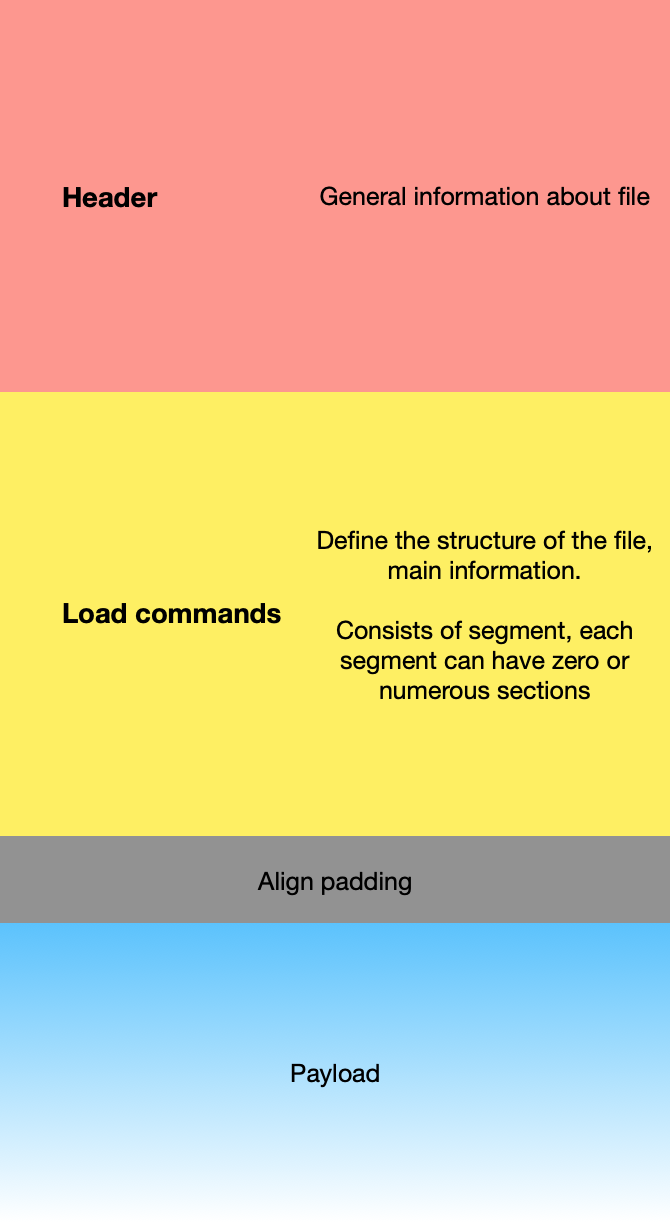 Header
General information about file
Define the structure of the file,
main information.
Load commands
Consists of segment, each
segment can have zero or
numerous sections
Align padding
Payload